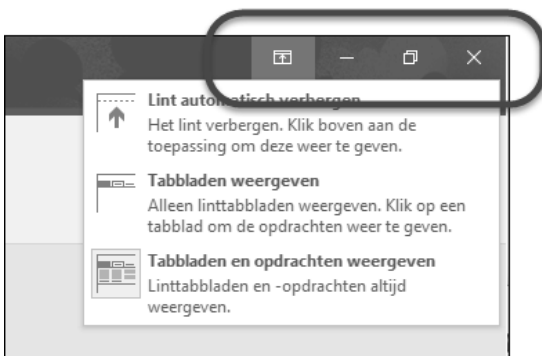 Lint automatisch verbergen
Het lint verbergen. Klik boven aan de
toepassing om deze weer te geven.
Tabbladen weergeven
Alleen linttabbladen weergeven. Klik op een
tabblad om de opdrachten weer te geven.
Tabbladen en opdrachten weergeven
Linttabbladen en -opdrachten altijd
weergeven.